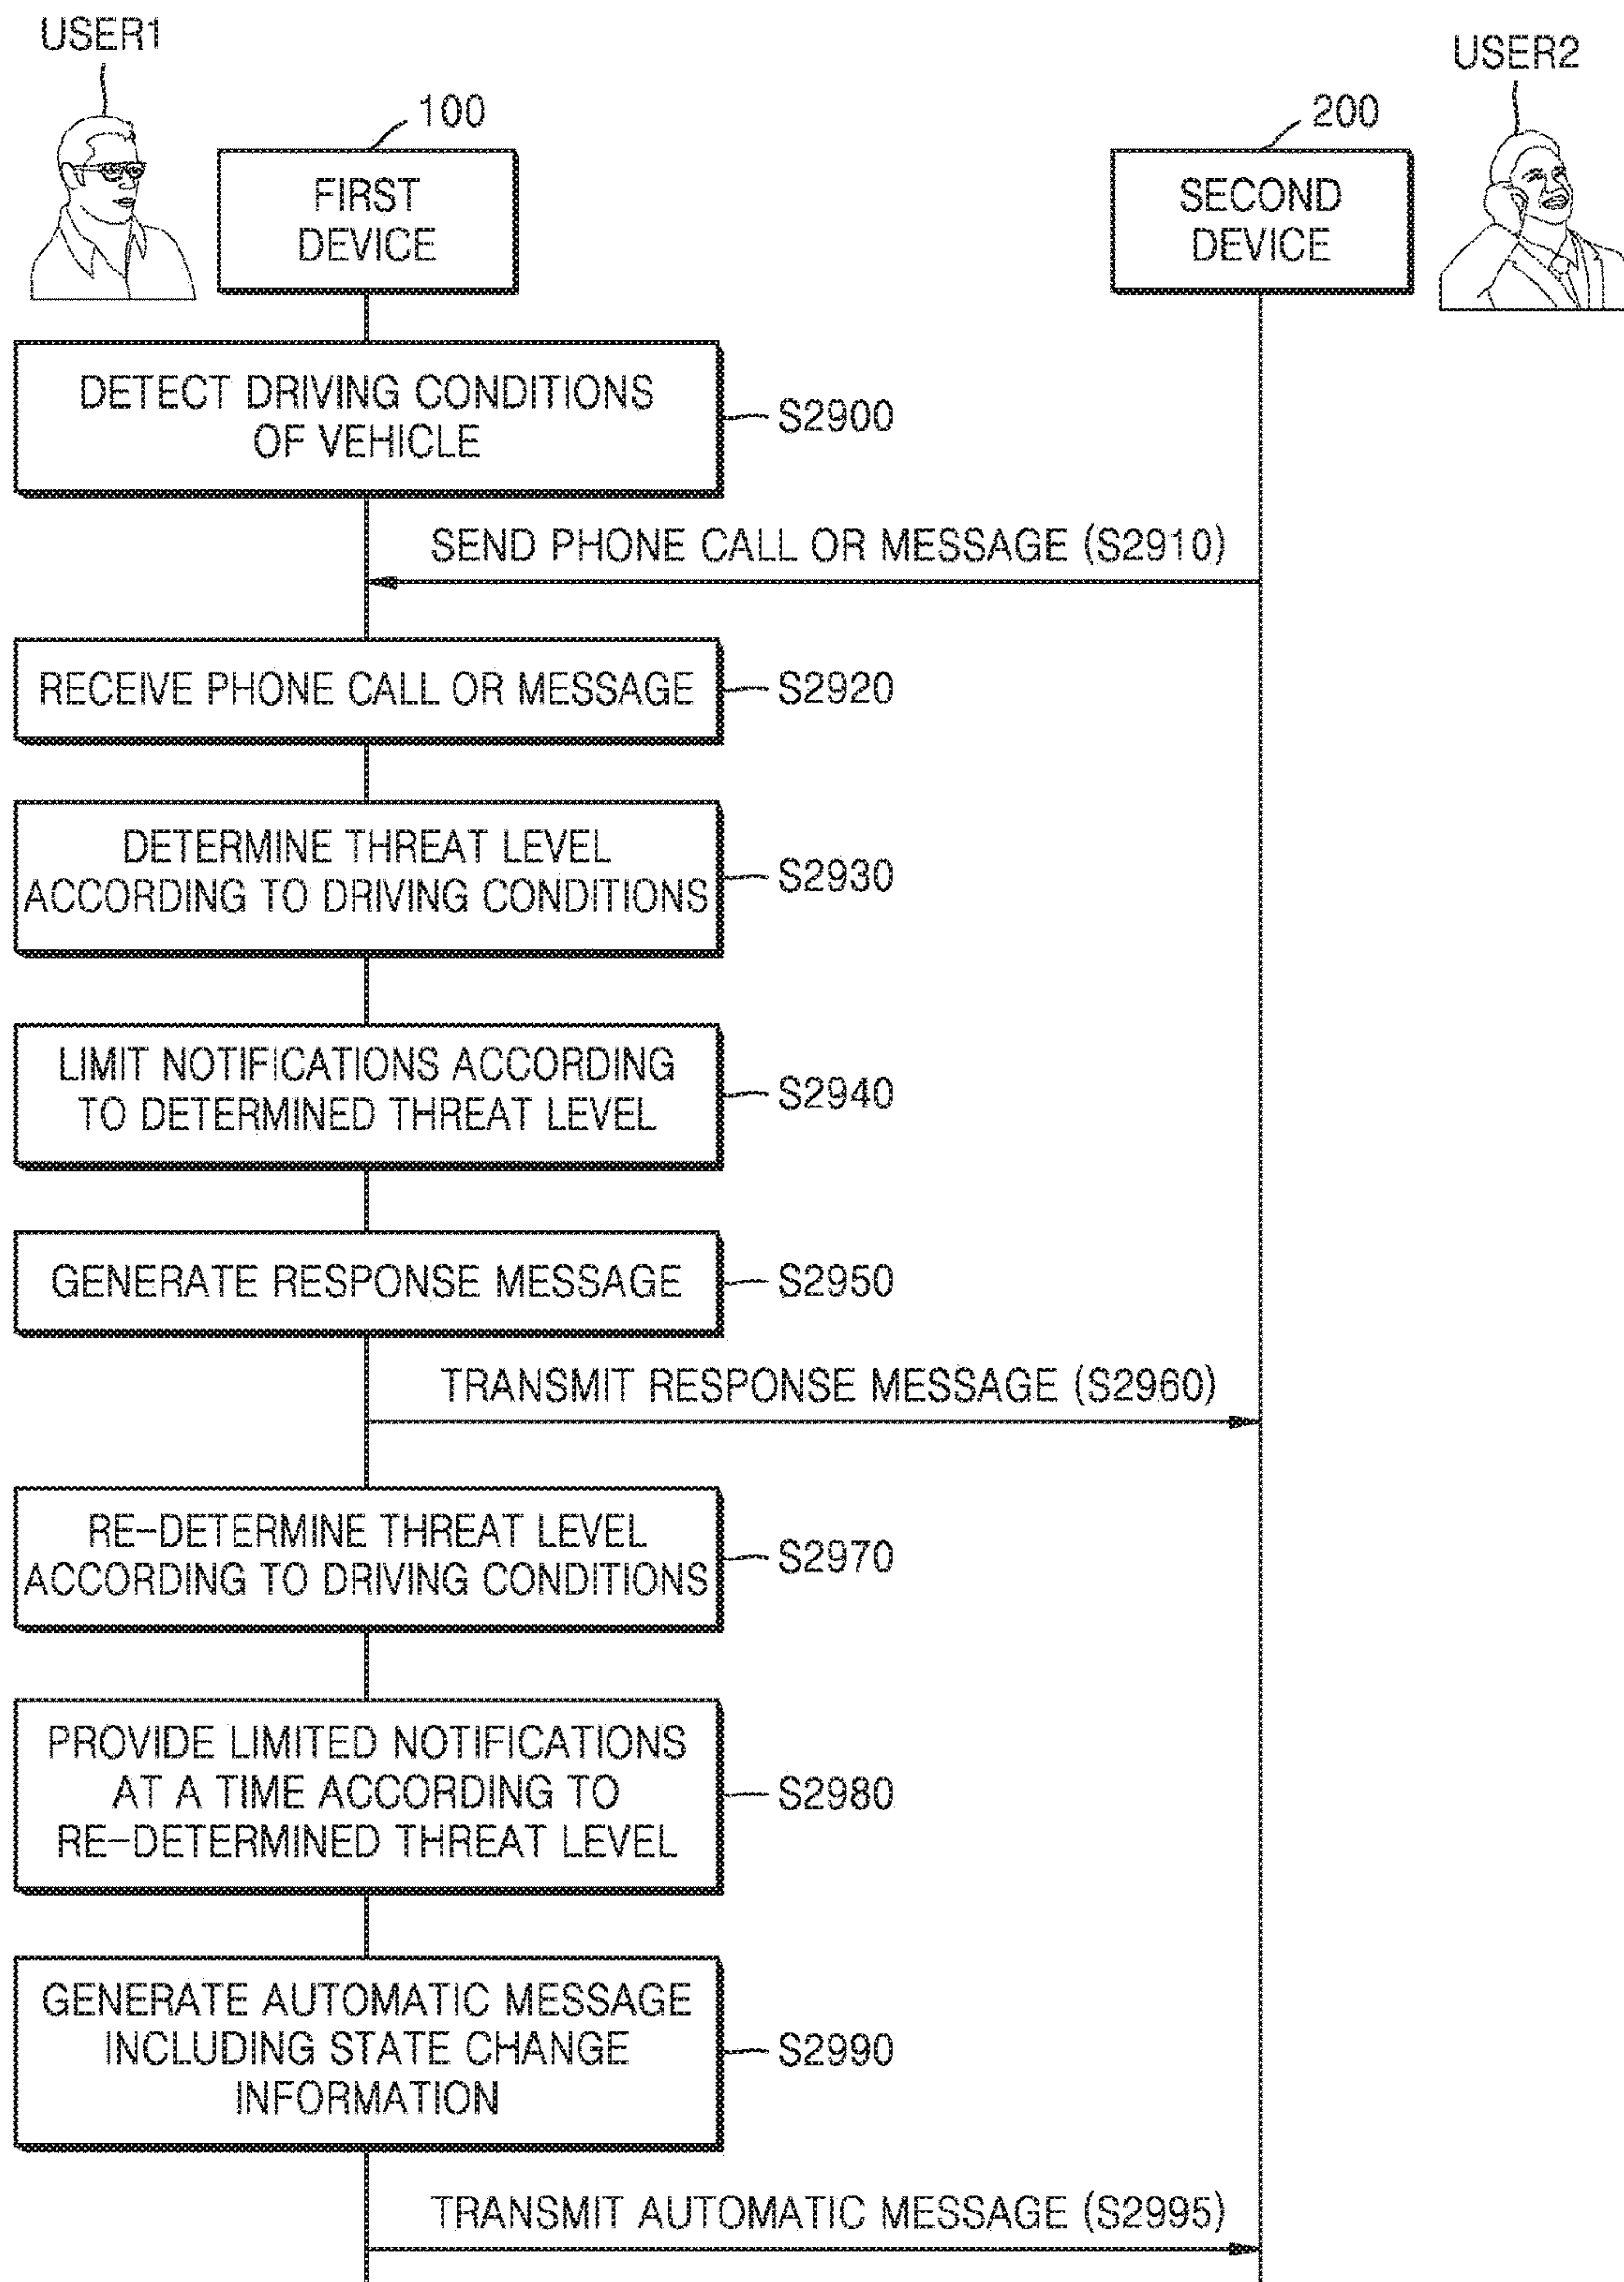 USER1
USER2
100
200
FIRST
DEVICE
SECOND
DEVICE
DETECT DRIVING CONDITIONS
OF VEHICLE
S2900
SEND PHONE CALL OR MESSAGE (S2910)
RECEIVE PHONE CALL OR MESSAGE
S2920
DETERMINE THREAT LEVEL
ACCORDING TO DRIVING CONDITIONS
S2930
LIMIT NOTIFICATIONS ACCORDING
TO DETERMINED THREAT LEVEL
S2940
GENERATE RESPONSE MESSAGE
S2950
TRANSMIT RESPONSE MESSAGE (S2960)
RE-DETERMINE THREAT LEVEL
ACCORDING TO DRIVING CONDITIONS
S2970
PROVIDE LIMITED NOTIFICATIONS
AT A TIME ACCORDING TO
RE-DETERMINED THREAT LEVEL
S2980
GENERATE AUTOMATIC MESSAGE
INCLUDING STATE CHANGE
INFORMATION
S2990
TRANSMIT AUTOMATIC MESSAGE (S2995)